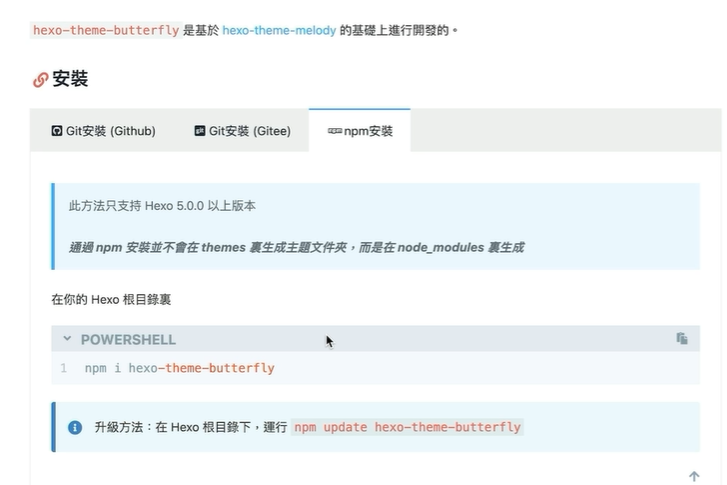 hexo-theme-butterfly 是基於 hexo-theme-melody 的基礎上進行開發的。
安裝
Git安裝 (Github) Git安裝 (Gitee) npm安裝
此方法只支持 Hexo 5.0.0 以上版本
通過 npm 安裝並不會在 themes 裏生成主題文件夾，而是在 node_modules 裏生成
在你的 Hexo 根目錄裏
POWERSHELL
1 npm i hexo-theme-butterfly
升級方法：在 Hexo 根目錄下，運行 npm update hexo-theme-butterfly